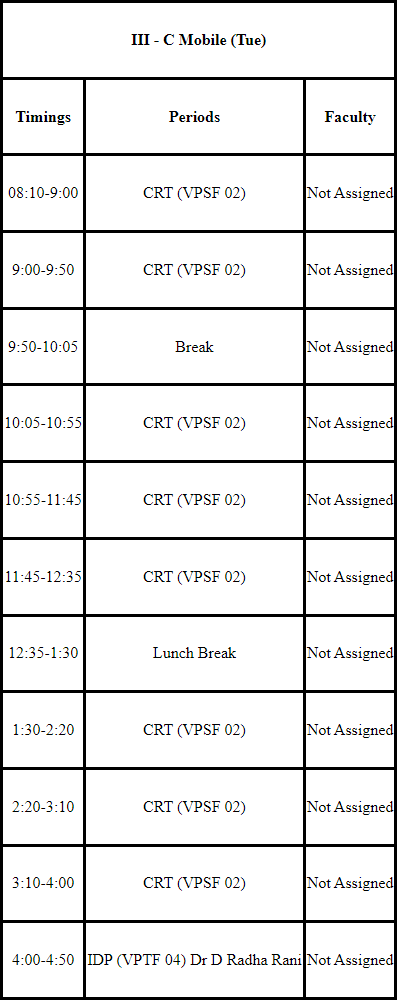 III - C Mobile (Tue)
Timings Periods Faculty
08:10-9:00 CRT (VPSF 02) Not Assigned
9:00-9:50 CRT (VPSF 02) Not Assigned
9:50-10:05 Break Not Assigned
10:05-10:55 CRT (VPSF 02) Not Assigned
10:55-11:45 CRT (VPSF 02) Not Assigned
11:45-12:35 CRT (VPSF 02) Not Assigned
12:35-1:30 Lunch Break Not Assigned
1:30-2:20 CRT (VPSF 02) Not Assigned
2:20-3:10 CRT (VPSF 02) Not Assigned
3:10-4:00 CRT (VPSF 02) Not Assigned
4:00-4:50 IDP (VPTF 04) Dr D Radha Rani Not Assigned